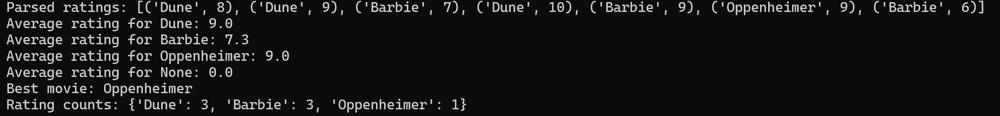 Parsed ratings: [('Dune', 8), ('Dune', 9), ('Barbie', 7), ('Dune', 10), ('Barbie', 9), ('Oppenheimer', 9), ('Barbie', 6)]
Average rating for Dune: 9.0
Average rating for Barbie: 7.3
Average rating for Oppenheimer: 9.0
Average rating for None: 0.0
Best movie: Oppenheimer
Rating counts: {'Dune': 3, 'Barbie': 3, 'Oppenheimer': 1}